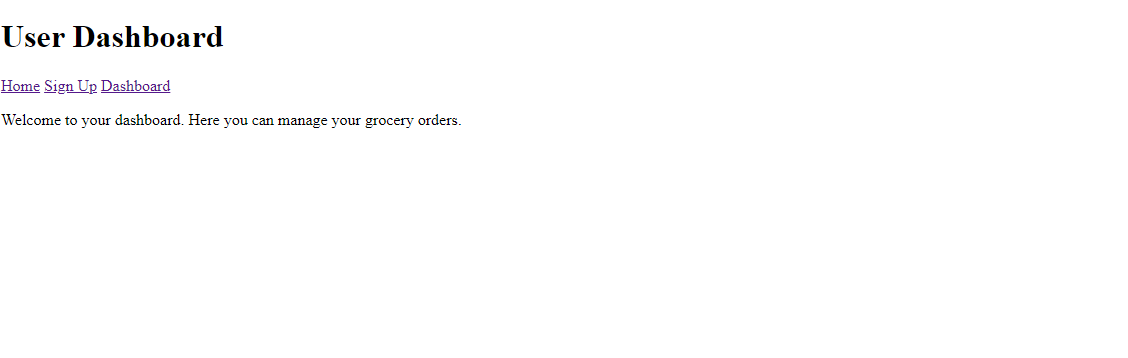 User Dashboard
Home Sign Up Dashboard
Welcome to your dashboard. Here you can manage your grocery orders.